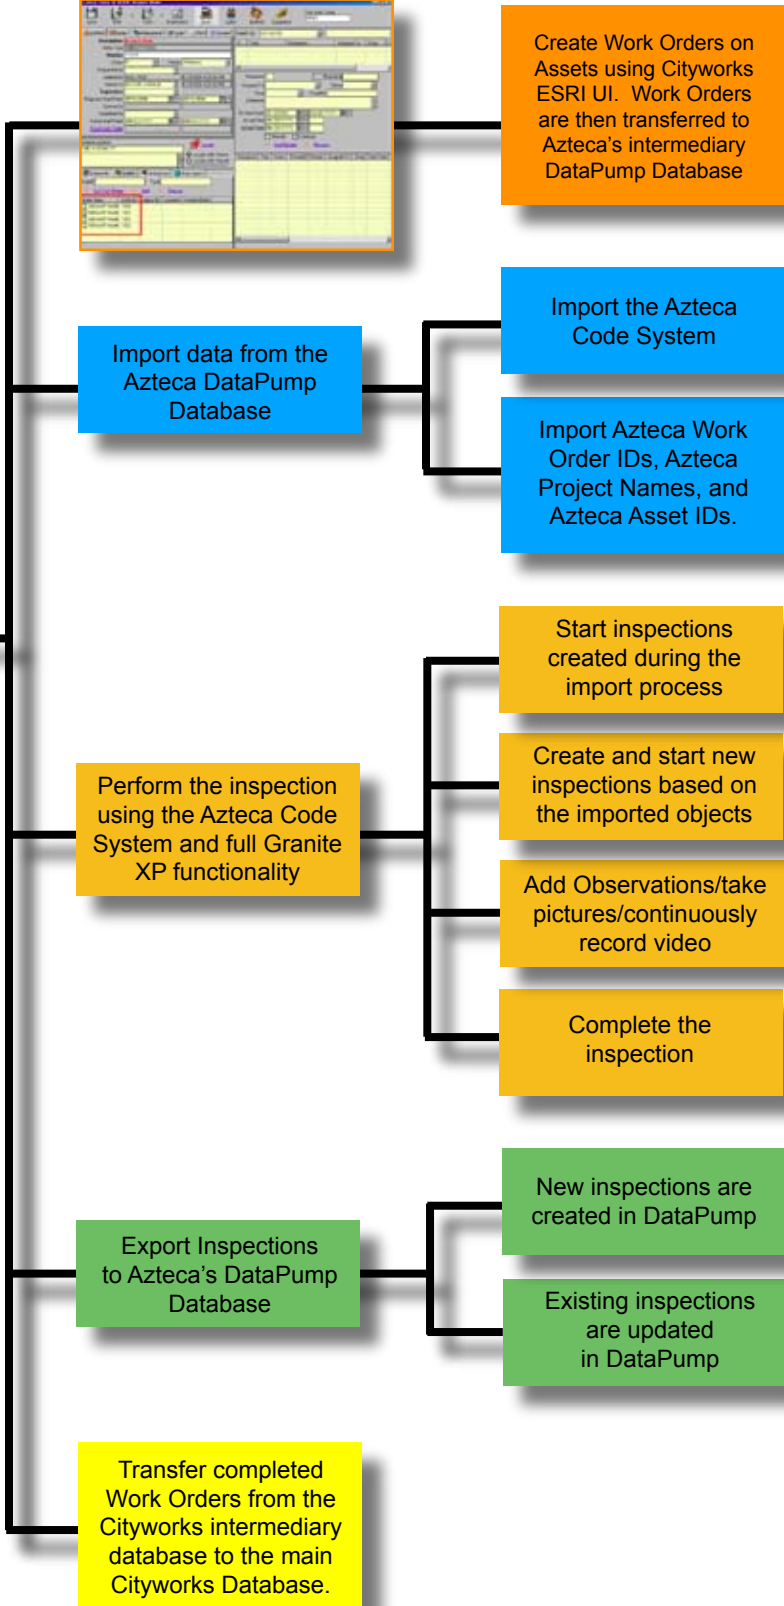 Create Work Orders on
Assets using Cityworks
ESRI UI.  Work Orders
are then transferred to
Azteca's intermediary
DataPump Database
Import data from the
Azteca DataPump
Database
Import the Azteca
Code System
Import Azteca Work
Order IDs, Azteca
Project Names, and
Azteca Asset IDs.
Perform the inspection
using the Azteca Code
System and full Granite
XP functionality
Start inspections
created during the
import process
Create and start new
inspections based on
the imported objects
Add Observations/take
pictures/continuously
record video
Complete the
inspection
Export Inspections
to Azteca's DataPump
Database
New inspections are
created in DataPump
Existing inspections
are updated
in DataPump
Transfer completed
Work Orders from the
Cityworks intermediary
database to the main
Cityworks Database.